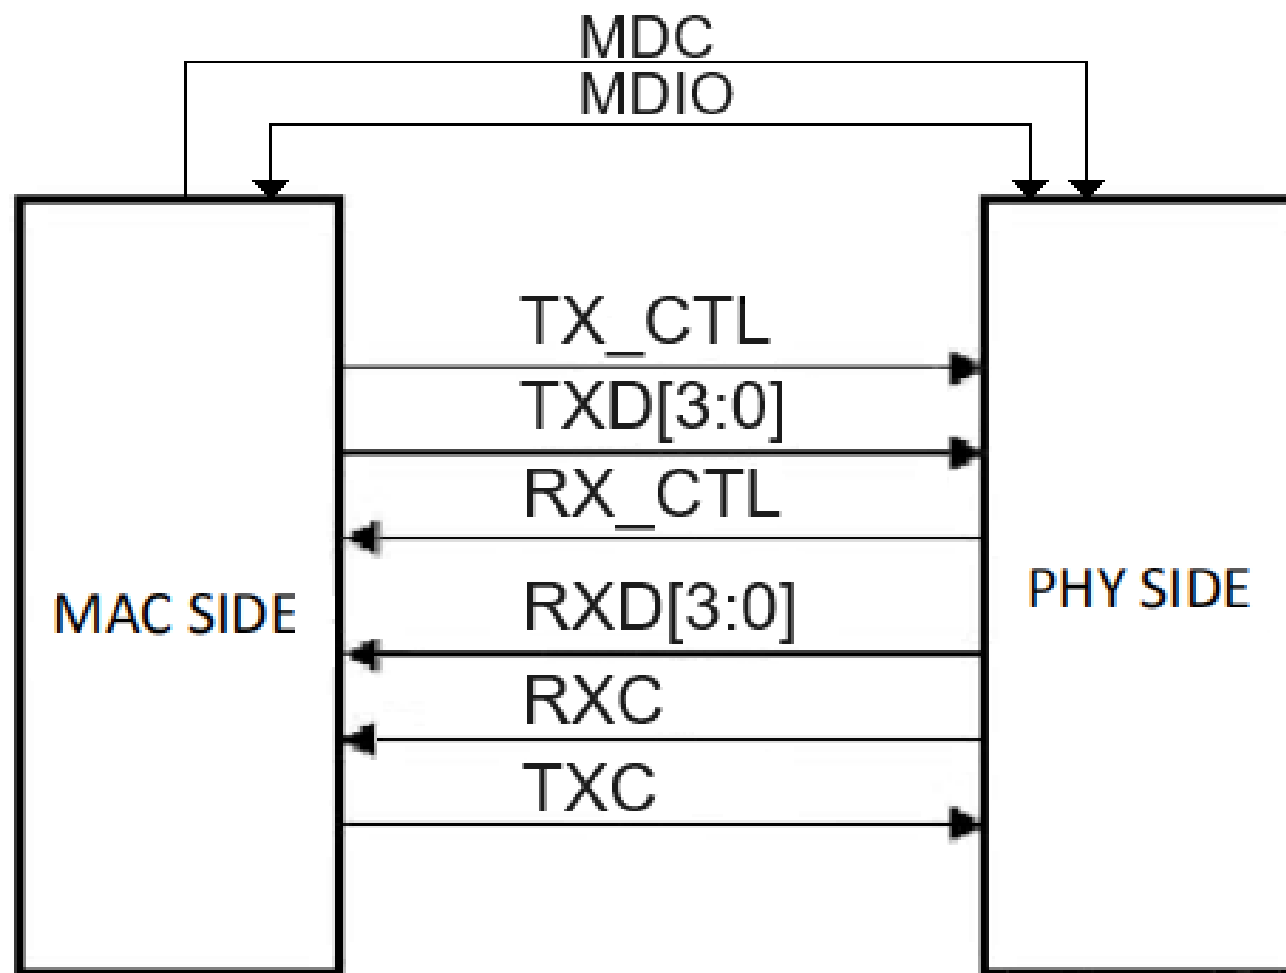 MDC
MDIO
TX_CTL
TXD[3:0]
RX_CTL
RXD[3:0]
RXC
TXC
MAC SIDE
PHY SIDE